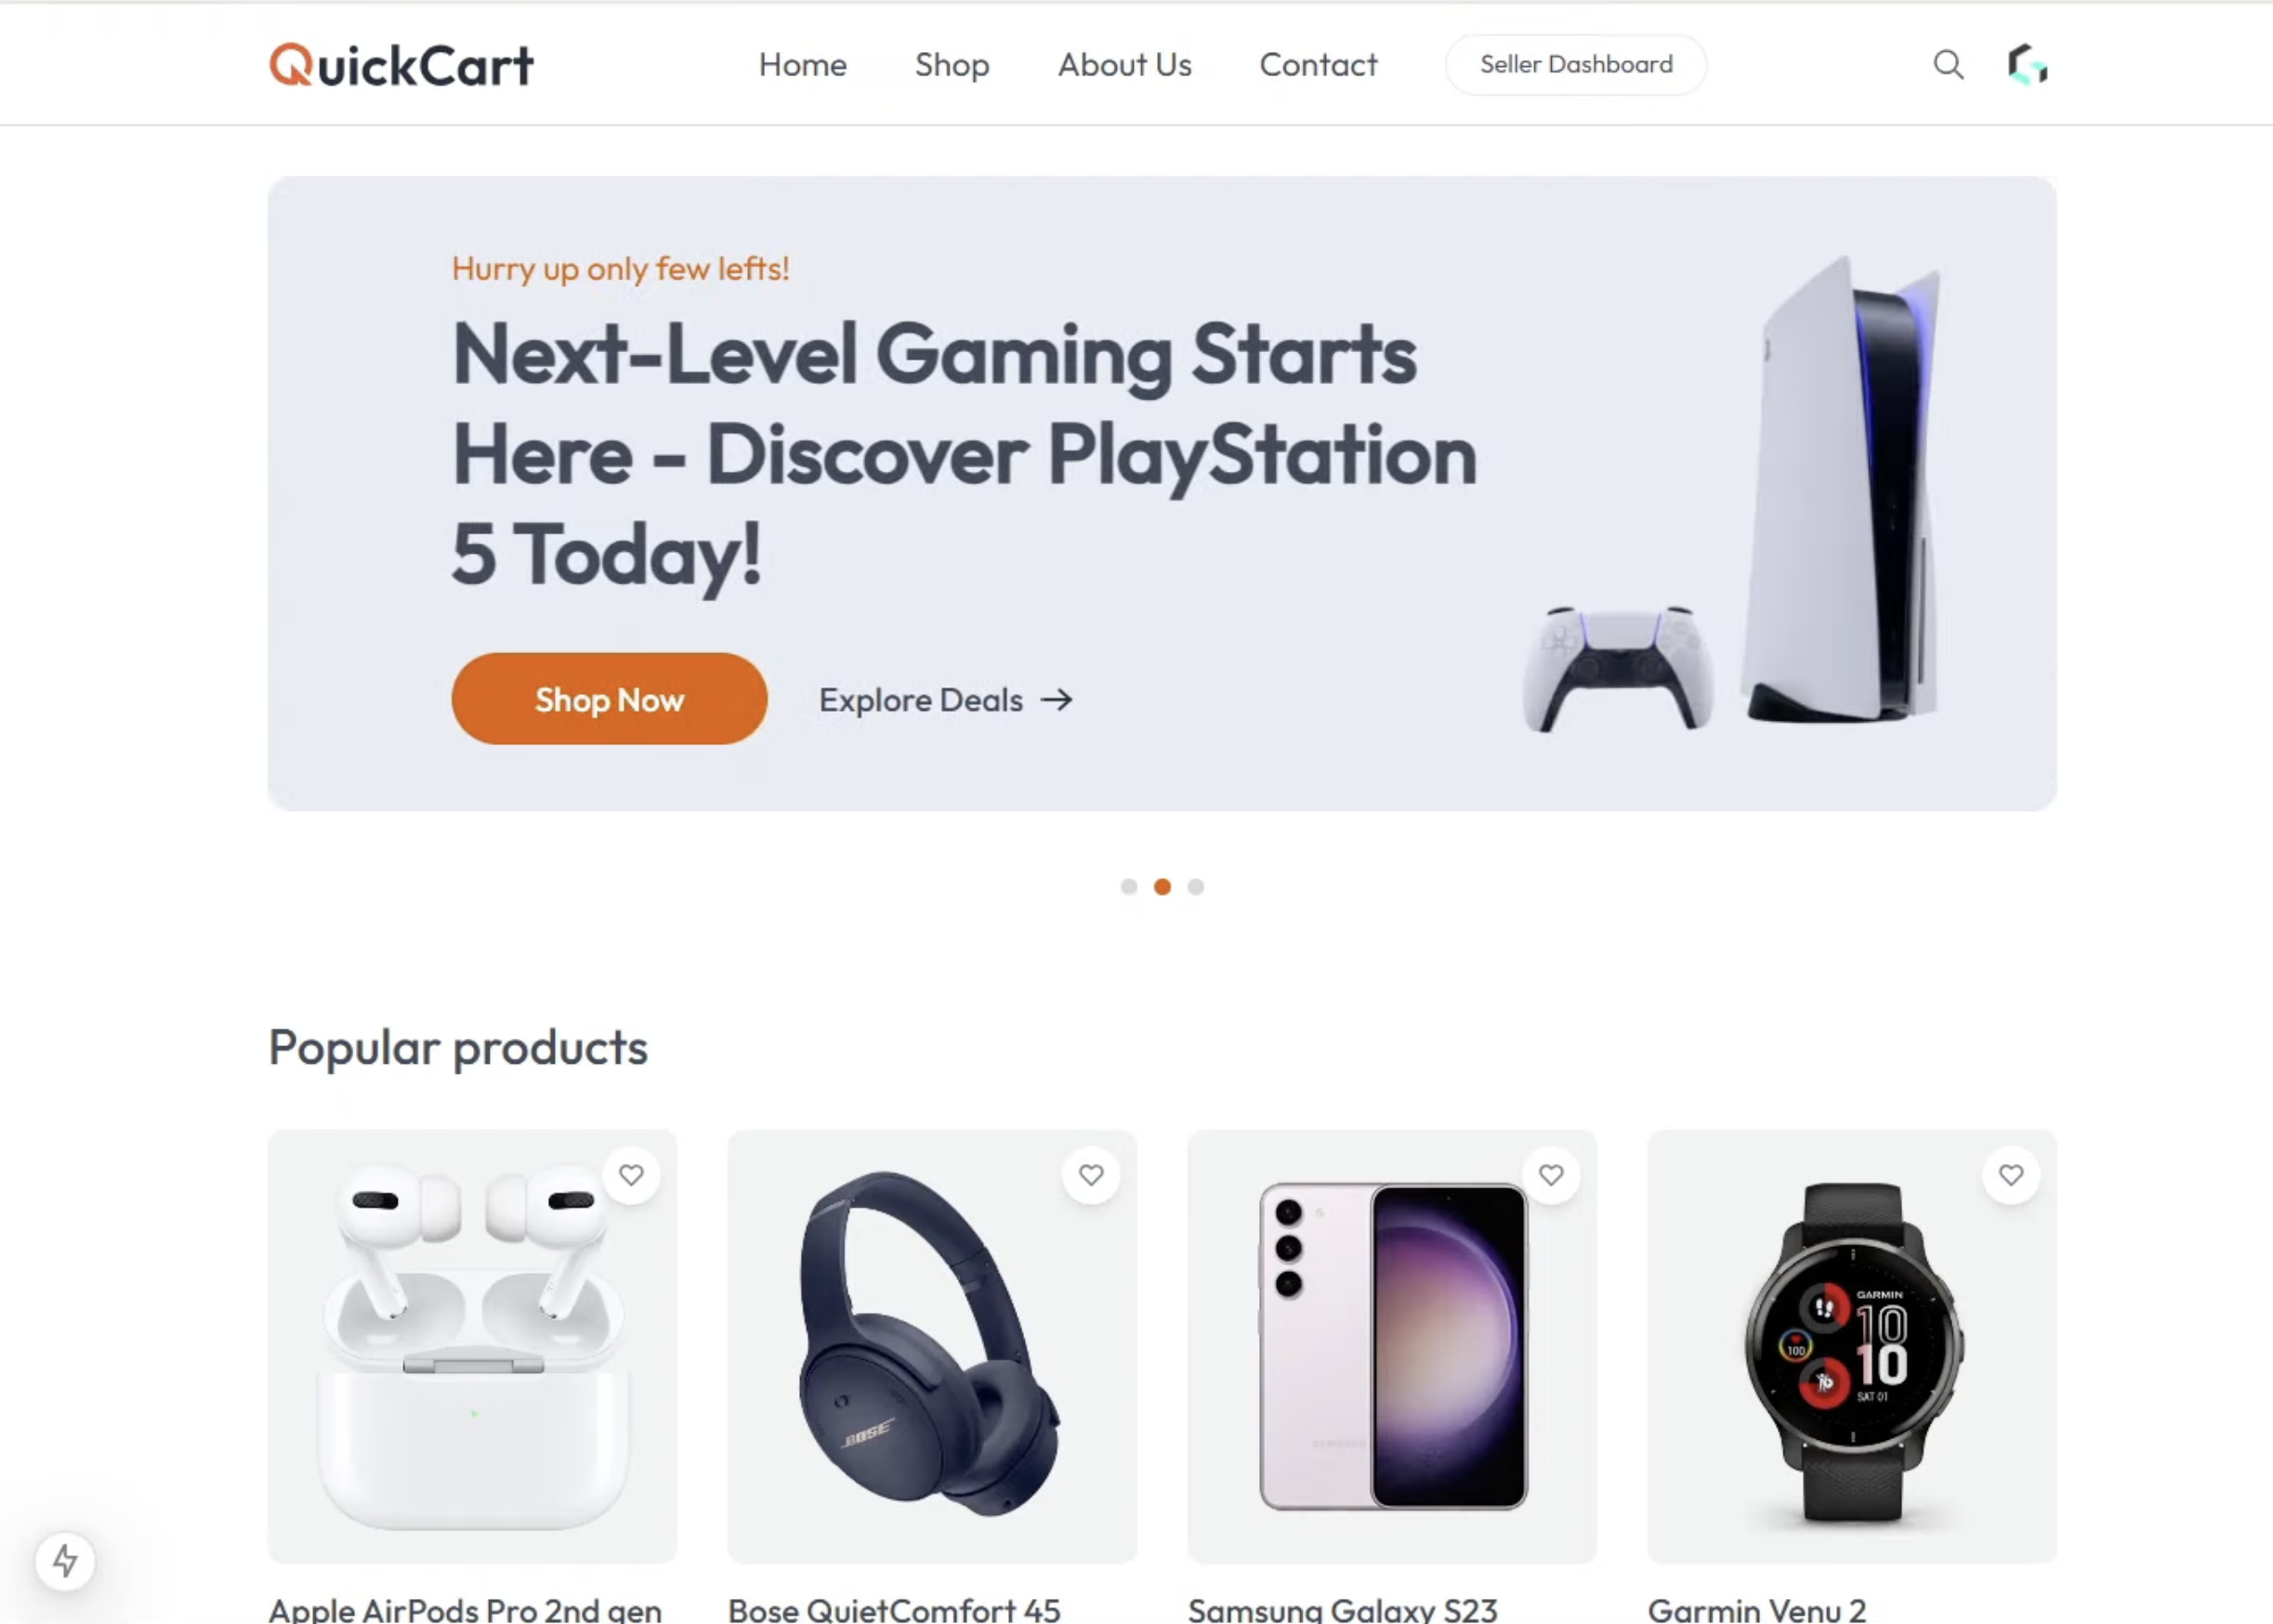 QuickCart
Home
Shop
About Us
Contact
Seller Dashboard
Hurry up only few lefts!
Next-Level Gaming Starts
Here - Discover PlayStation
5 Today!
Shop Now
Explore Deals
Popular products
BOSE
SAMSUNG
GARMIN
10
10
100
SAT 01
Apple AirPods Pro 2nd gen
Bose QuietComfort 45
Samsung Galaxy S23
Garmin Venu 2